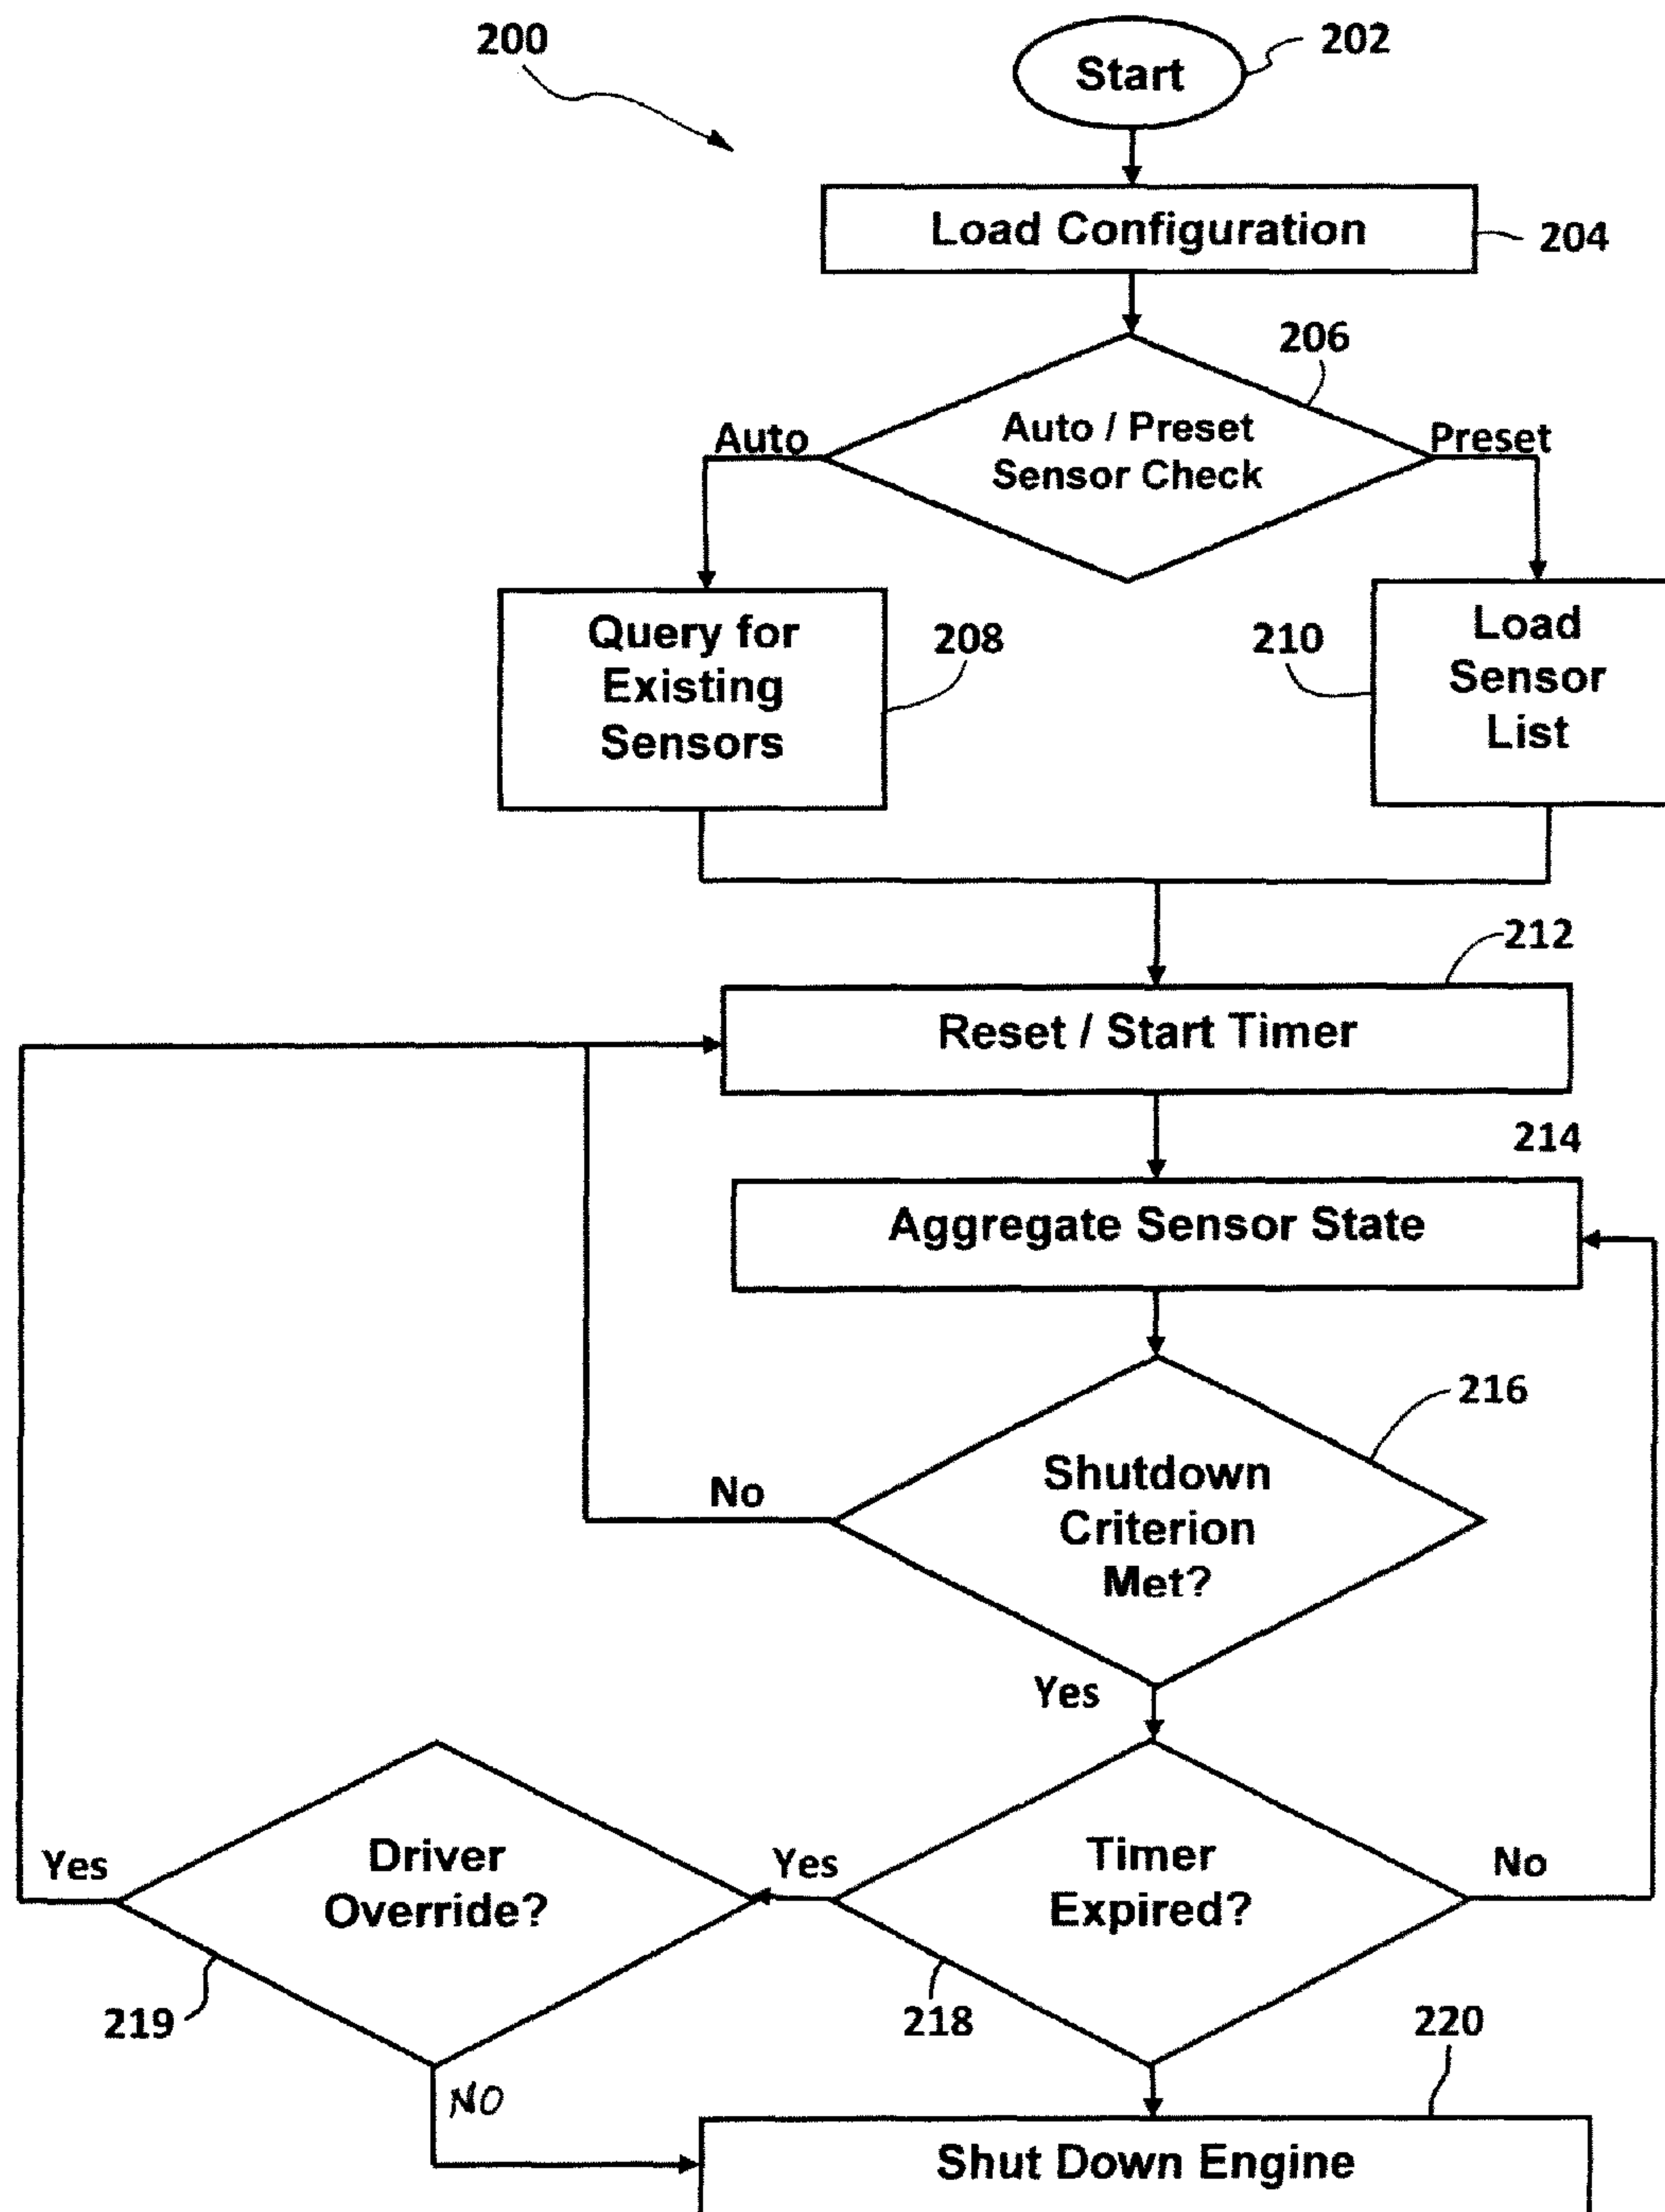 200
Start
202
Load Configuration
204
206
Auto
Auto / Preset
Sensor Check
Preset
Query for
Existing
Sensors
208
210
Load
Sensor
List
212
Reset / Start Timer
214
Aggregate Sensor State
216
No
Shutdown
Criterion
Met?
Yes
Yes
Driver
Override?
Yes
Timer
Expired?
No
219
218
220
NO
Shut Down Engine